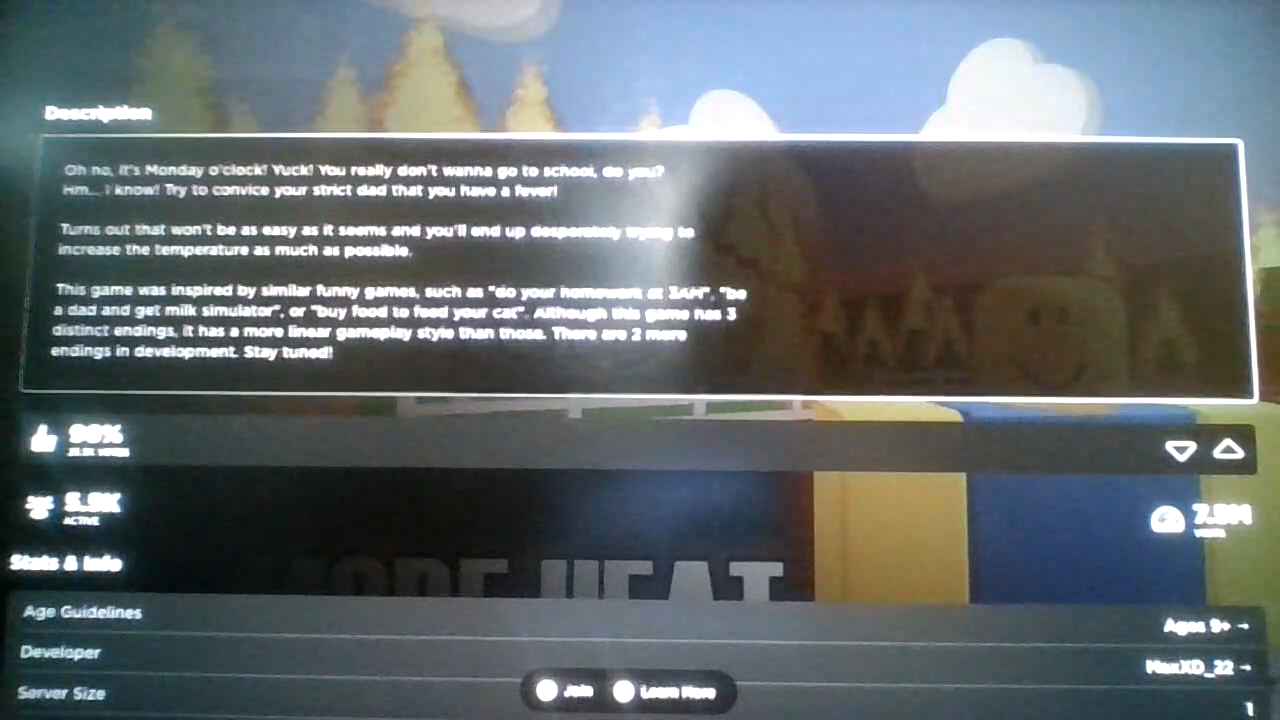 Description
Oh no, it's Monday o'clock! Yuck! You really don't wanna go to school, do you?
Hm... I know! Try to convice your strict dad that you have a fever!
Turns out that won't be as easy as it seems and you'll end up desperately trying to
increase the temperature as much as possible.
This game was inspired by similar funny games, such as "do your homework at 3AM", "be
a dad and get milk simulator", or "buy food to feed your cat". Although this game has 3
distinct endings, it has a more linear gameplay style than those. There are 2 more
endings in development. Stay tuned!
90%
5.9K
ACTIVE
VISITS
Stats & Info
MORE HEAT
Age Guidelines
Ages 9+ →
Developer
MaxXD_22 →
Server Size
1
Join
Learn More